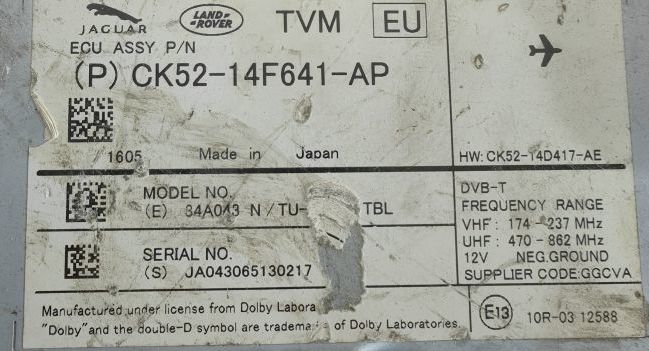 JAGUAR
LAND ROVER
TVM EU
ECU ASSY P/N
(P) CK52-14F641-AP
1605 Made in Japan
HW: CK52-14D417-AE
MODEL NO.
(E) 34A043 N/TU- TBL
SERIAL NO.
(S) JA043065130217
DVB-T
FREQUENCY RANGE
VHF: 174 - 237 MHz
UHF: 470 - 862 MHz
12V NEG.GROUND
SUPPLIER CODE:GGCVA
Manufactured under license from Dolby Labora
"Dolby" and the double-D symbol are tradema s of Dolby Laboratories.
E13 10R-03 12588